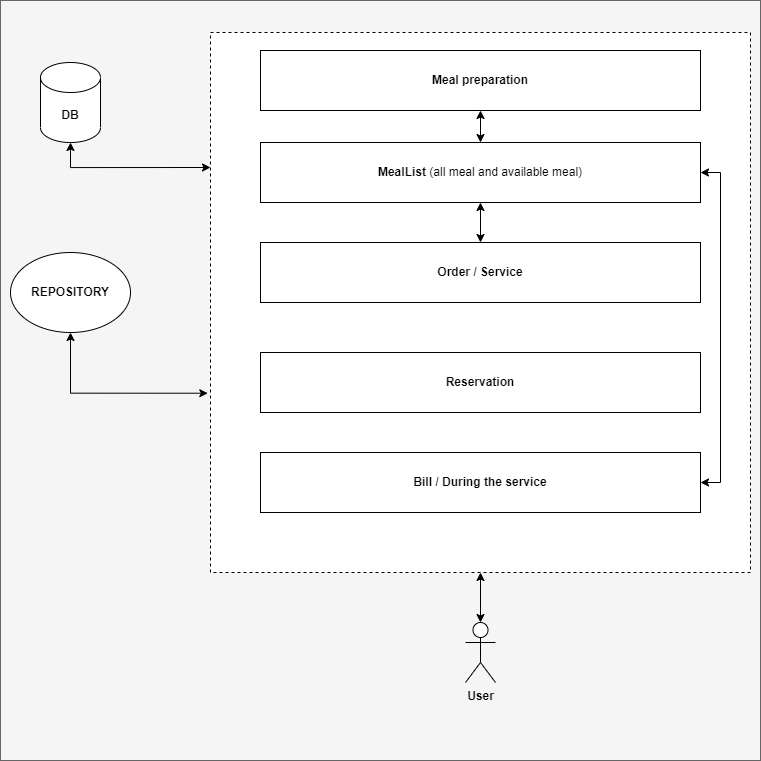 Meal preparation
DB
MealList (all meal and available meal)
Order / Service
REPOSITORY
Reservation
Bill / During the service
User